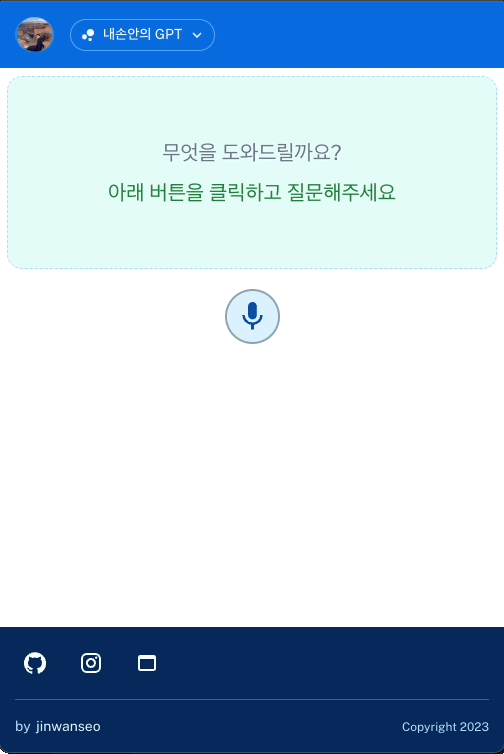 내손안의 GPT
무엇을 도와드릴까요?
아래 버튼을 클릭하고 질문해주세요
by jinwanseo
Copyright 2023